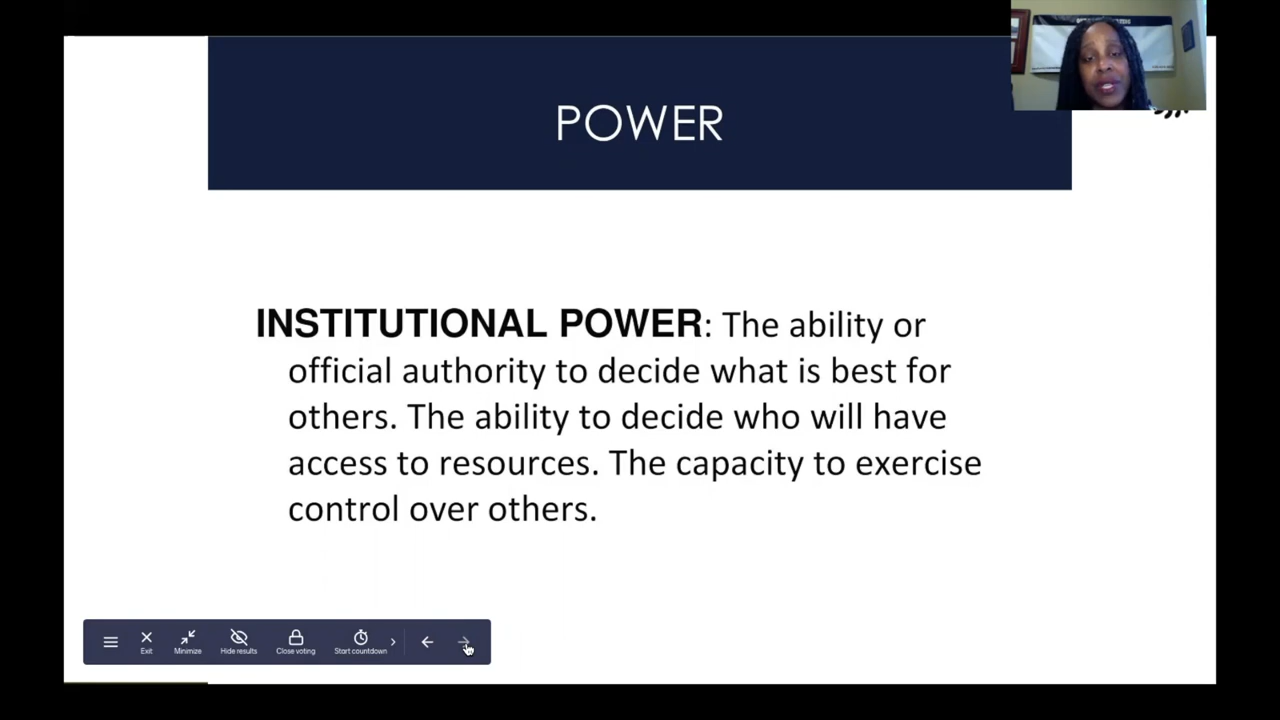 POWER
INSTITUTIONAL POWER: The ability or
official authority to decide what is best for
others. The ability to decide who will have
access to resources. The capacity to exercise
control over others.
Exit
Minimize
Hide results
Close voting
Start countdown